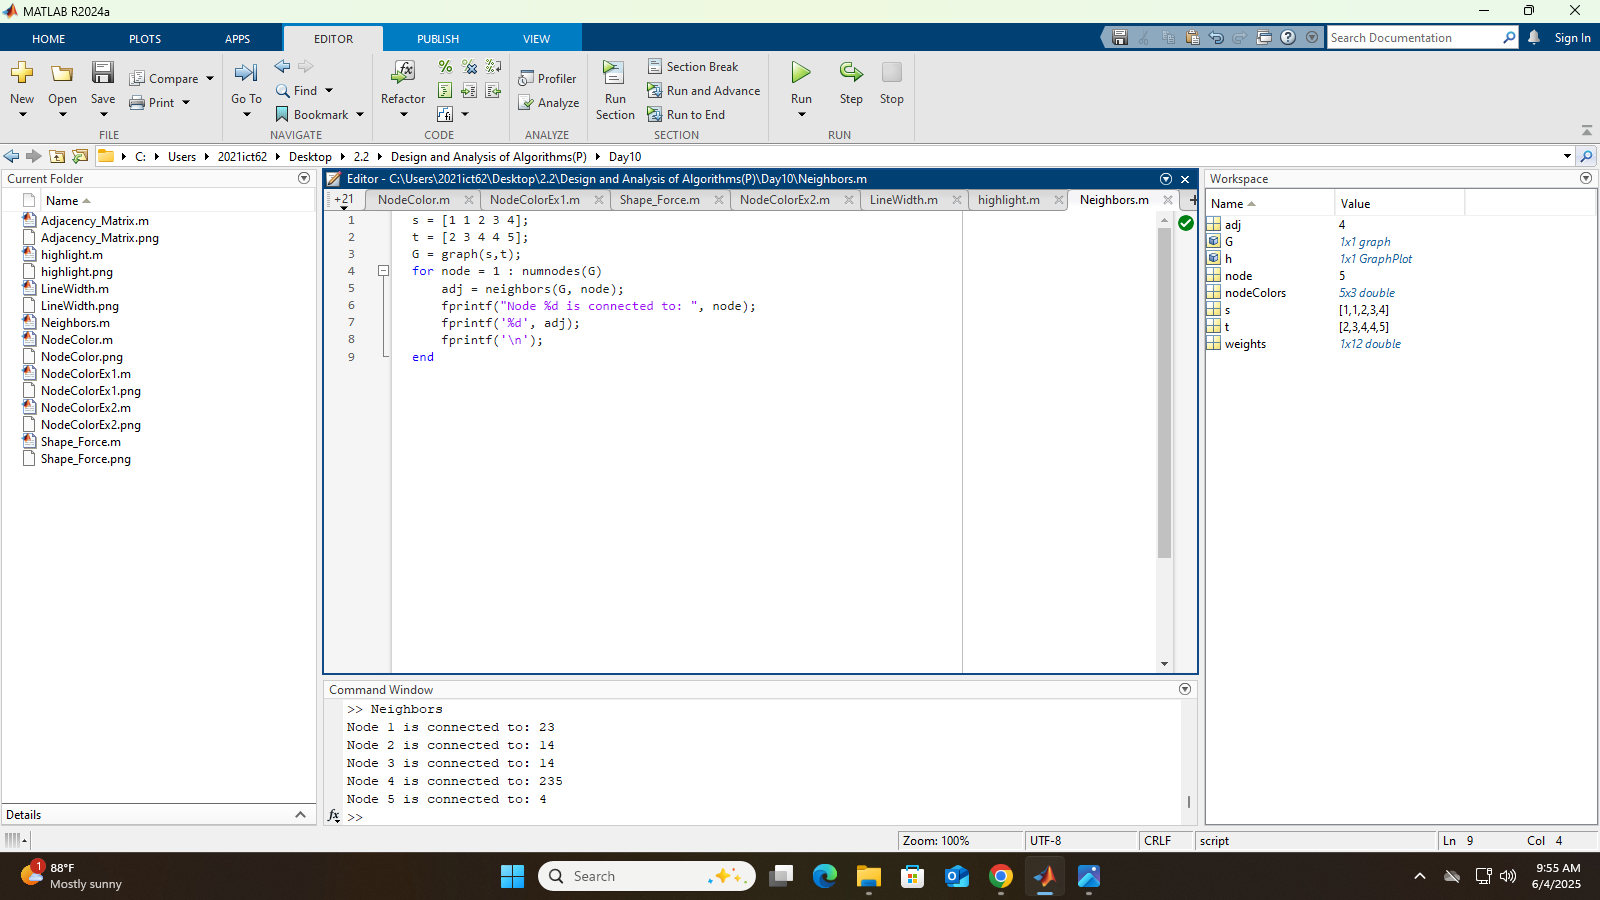 MATLAB R2024a
HOME PLOTS APPS EDITOR PUBLISH VIEW
Search Documentation
Sign In
New Open Save
Compare
Print
FILE
Go To
Find
Bookmark
NAVIGATE
Refactor
CODE
Profiler
Analyze
ANALYZE
Run Section
Section Break
Run and Advance
Run to End
SECTION
Run Step Stop
RUN
C: Users 2021ict62 Desktop 2.2 Design and Analysis of Algorithms(P) Day10
Current Folder
Name
Adjacency_Matrix.m
Adjacency_Matrix.png
highlight.m
highlight.png
LineWidth.m
LineWidth.png
Neighbors.m
NodeColor.m
NodeColor.png
NodeColorEx1.m
NodeColorEx1.png
NodeColorEx2.m
NodeColorEx2.png
Shape_Force.m
Shape_Force.png
Details
Editor - C:\Users\2021ict62\Desktop\2.2\Design and Analysis of Algorithms(P)\Day10\Neighbors.m
+21 NodeColor.m NodeColorEx1.m Shape_Force.m NodeColorEx2.m LineWidth.m highlight.m Neighbors.m
1 s = [1 1 2 3 4];
2 t = [2 3 4 4 5];
3 G = graph(s,t);
4 for node = 1 : numnodes(G)
5 adj = neighbors(G, node);
6 fprintf("Node %d is connected to: ", node);
7 fprintf('%d', adj);
8 fprintf('\n');
9 end
Command Window
>> Neighbors
Node 1 is connected to: 23
Node 2 is connected to: 14
Node 3 is connected to: 14
Node 4 is connected to: 235
Node 5 is connected to: 4
fx >>
Workspace
Name Value
adj 4
G 1x1 graph
h 1x1 GraphPlot
node 5
nodeColors 5x3 double
s [1,1,2,3,4]
t [2,3,4,4,5]
weights 1x12 double
Zoom: 100% UTF-8 CRLF script Ln 9 Col 4
1
88°F
Mostly sunny
Search
9:55 AM
6/4/2025